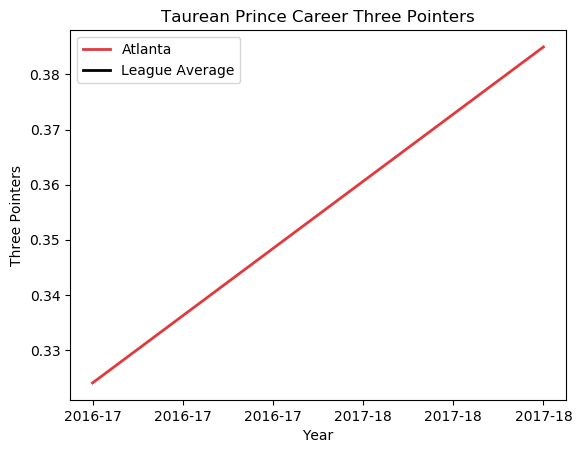 Taurean Prince Career Three Pointers
Atlanta
League Average
Three Pointers
0.38
0.37
0.36
0.35
0.34
0.33
2016-17 2016-17 2016-17 2017-18 2017-18 2017-18
Year